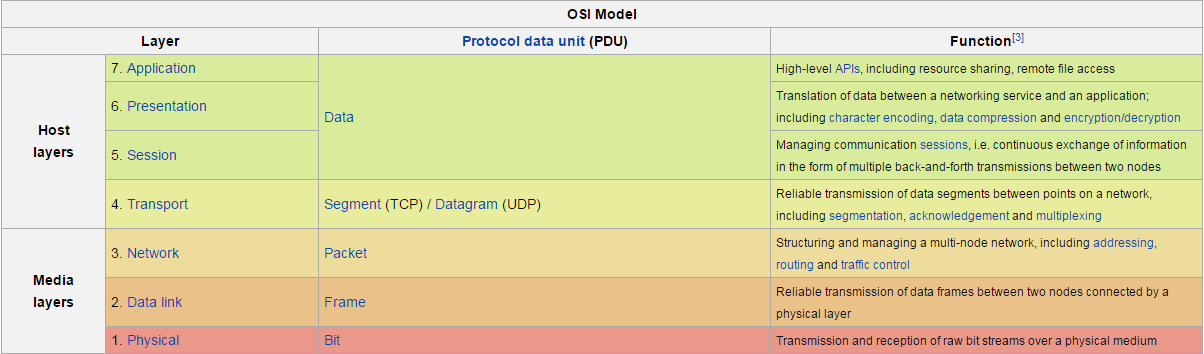 OSI Model
Layer Protocol data unit (PDU) Function[3]
Host
layers
7. Application
Data
High-level APIs, including resource sharing, remote file access
6. Presentation
Translation of data between a networking service and an application;
including character encoding, data compression and encryption/decryption
5. Session
Managing communication sessions, i.e. continuous exchange of information
in the form of multiple back-and-forth transmissions between two nodes
4. Transport
Segment (TCP) / Datagram (UDP)
Reliable transmission of data segments between points on a network,
including segmentation, acknowledgement and multiplexing
Media
layers
3. Network
Packet
Structuring and managing a multi-node network, including addressing,
routing and traffic control
2. Data link
Frame
Reliable transmission of data frames between two nodes connected by a
physical layer
1. Physical
Bit
Transmission and reception of raw bit streams over a physical medium